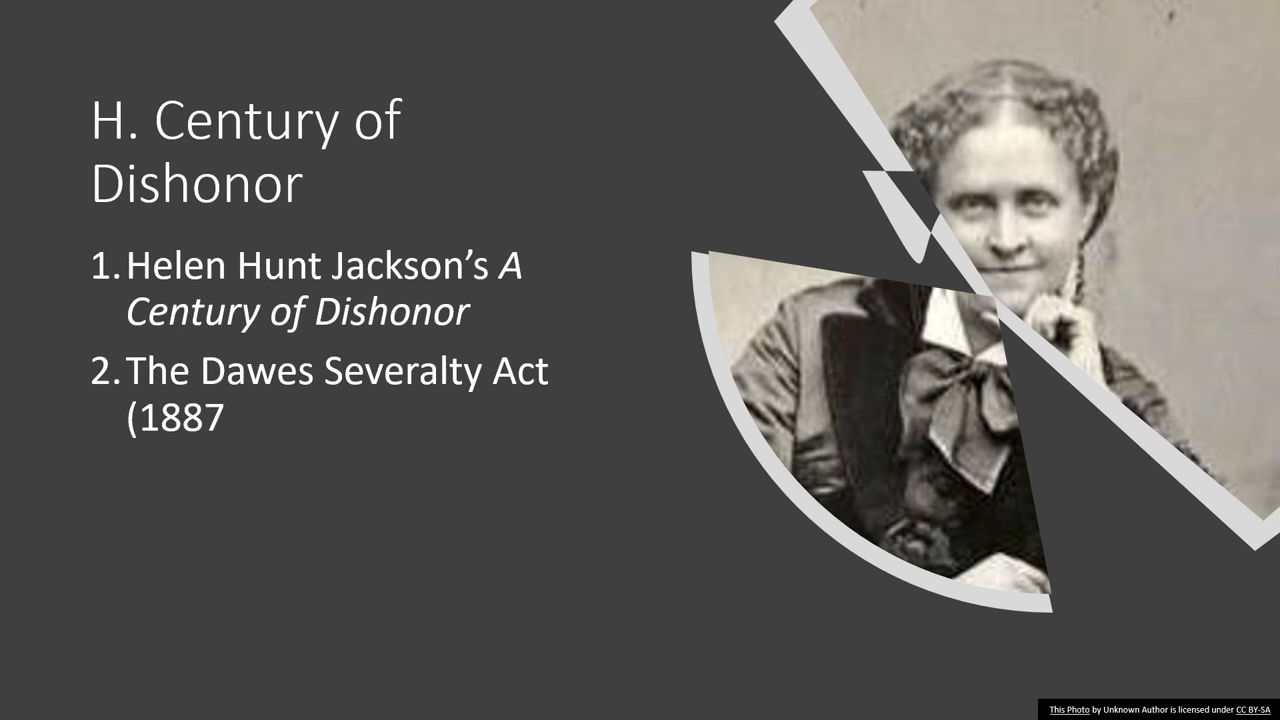 H. Century of
Dishonor
1. Helen Hunt Jackson’s A
Century of Dishonor
2. The Dawes Severalty Act
(1887
This Photo by Unknown Author is licensed under CC BY-SA